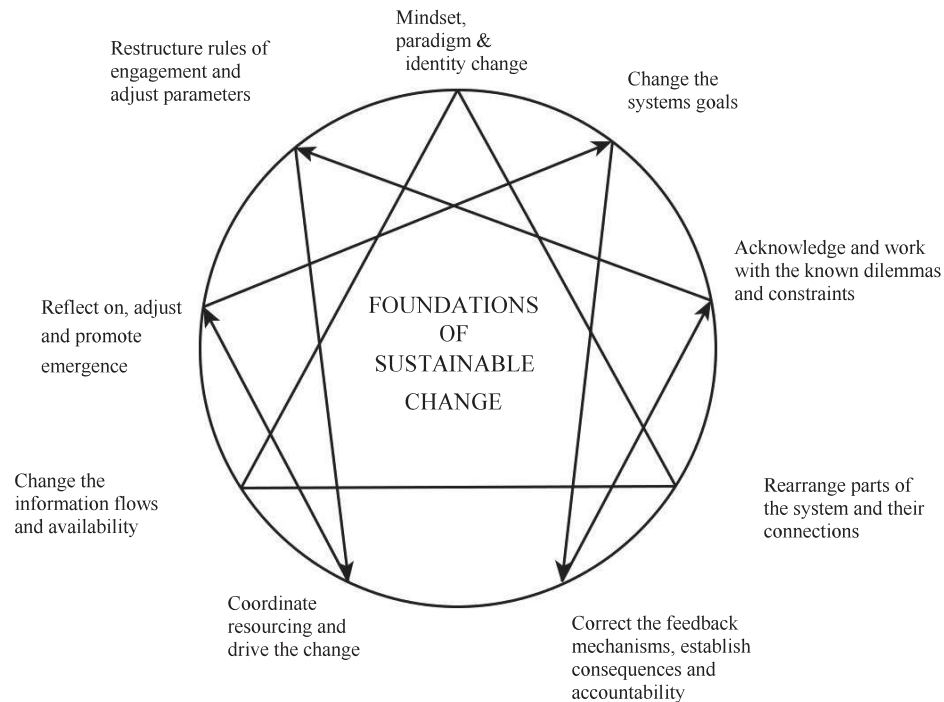 Mindset,
paradigm &
identity change
Restructure rules of
engagement and
adjust parameters
Change the
systems goals
Acknowledge and work
with the known dilemmas
and constraints
Reflect on, adjust
and promote
emergence
FOUNDATIONS
OF
SUSTAINABLE
CHANGE
Change the
information flows
and availability
Rearrange parts of
the system and their
connections
Coordinate
resourcing and
drive the change
Correct the feedback
mechanisms, establish
consequences and
accountability